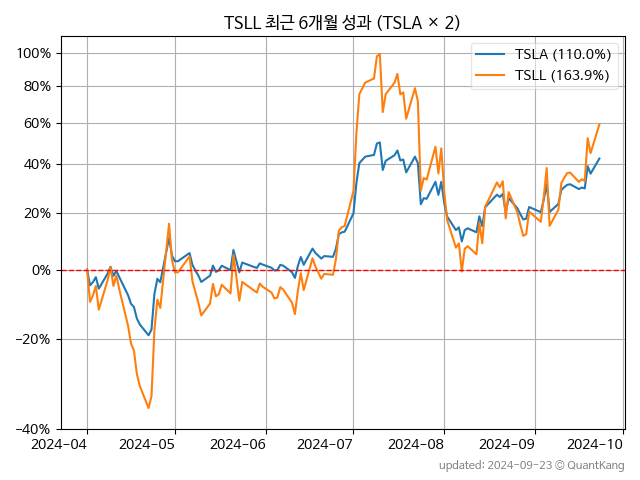 TSLL 최근 6개월 성과 (TSLA × 2)
TSLA (110.0%)
TSLL (163.9%)
100%
80%
60%
40%
20%
0%
−20%
−40%
2024-04 2024-05 2024-06 2024-07 2024-08 2024-09 2024-10
updated: 2024-09-23 © QuantKang